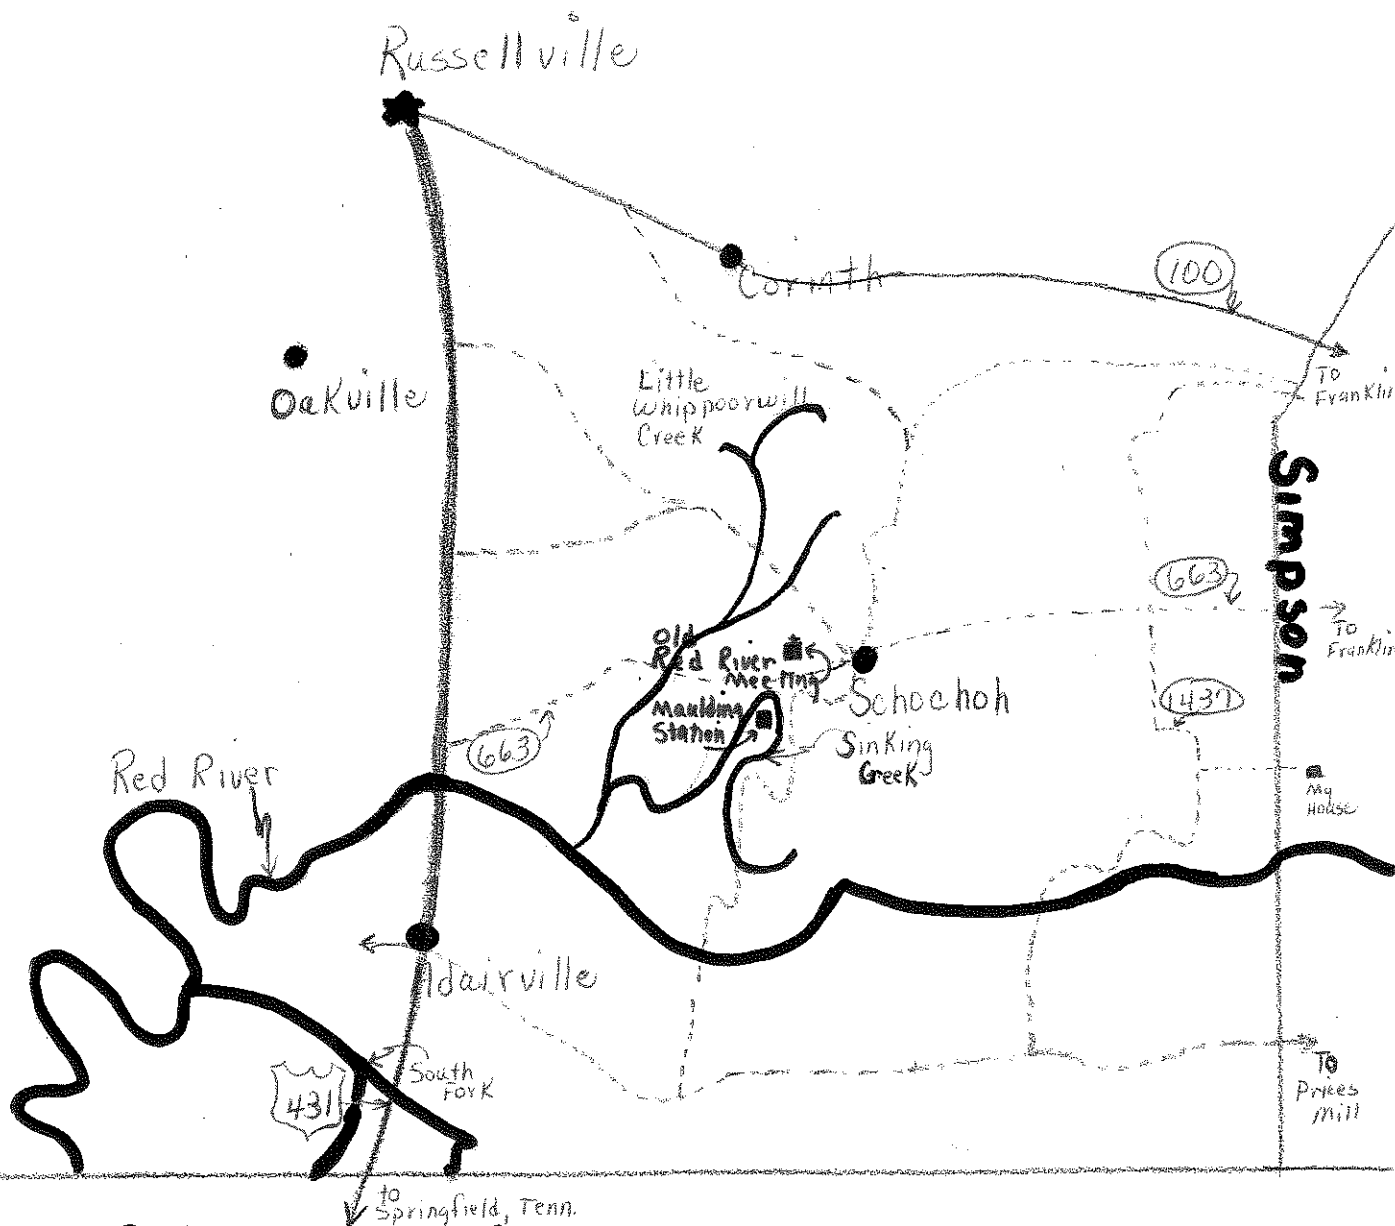 Russellville
Corinth
100
Oakville
Little
Whippoorwill
Creek
To
Franklin
Simpson
663
To
Franklin
Old
Red River
Meeting
Schochoh
1437
Maulding
Station
Sinking
Creek
663
Red River
My
House
Adairville
South
Fork
431
To
Prices
Mill
to
Springfield, Tenn.